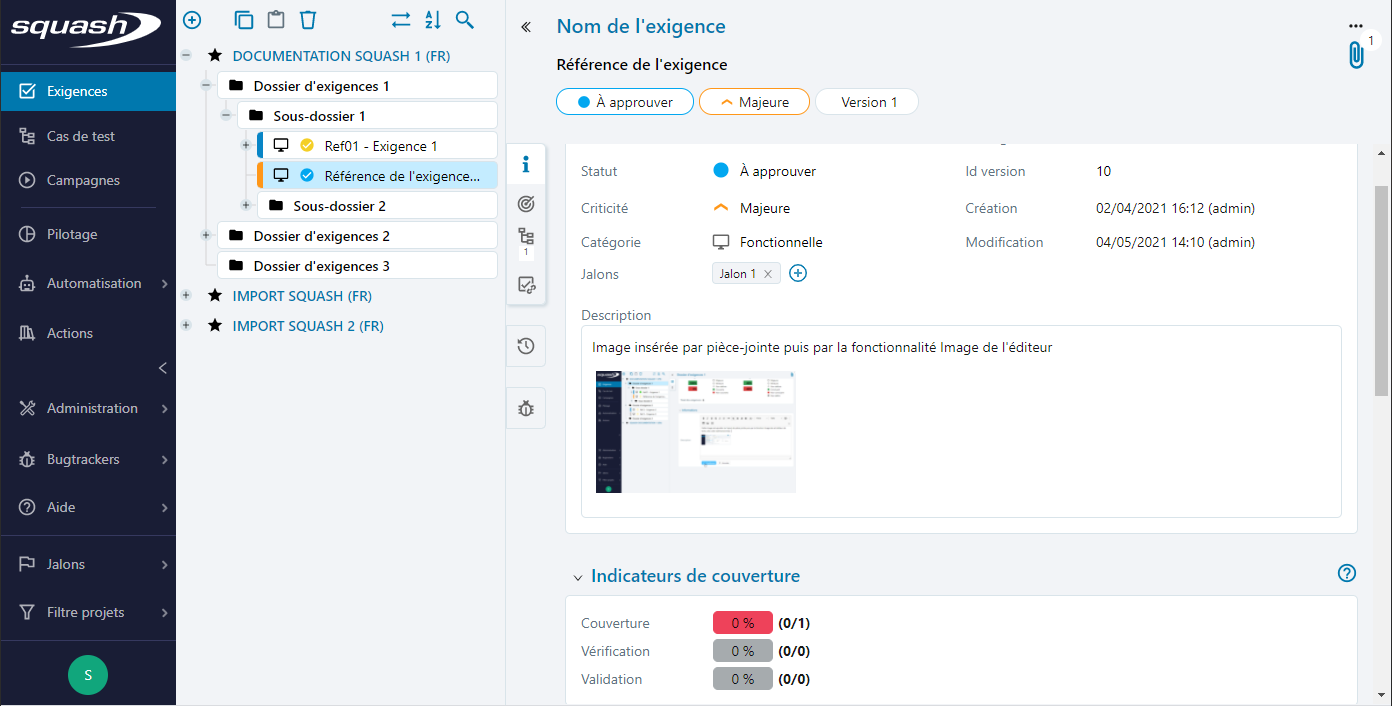 squash
Exigences
Cas de test
Campagnes
Pilotage
Automatisation
Actions
Administration
Bugtrackers
Aide
Jalons
Filtre projets
S
DOCUMENTATION SQUASH 1 (FR)
Dossier d'exigences 1
Sous-dossier 1
Ref01 - Exigence 1
Référence de l'exigence...
Sous-dossier 2
Dossier d'exigences 2
Dossier d'exigences 3
IMPORT SQUASH (FR)
IMPORT SQUASH 2 (FR)
Nom de l'exigence
1
Référence de l'exigence
À approuver Majeure Version 1
1
Statut À approuver Id version 10
Criticité Majeure Création 02/04/2021 16:12 (admin)
Catégorie Fonctionnelle Modification 04/05/2021 14:10 (admin)
Jalons Jalon 1
Description
Image insérée par pièce-jointe puis par la fonctionnalité Image de l'éditeur
Indicateurs de couverture
Couverture 0 % (0/1)
Vérification 0 % (0/0)
Validation 0 % (0/0)